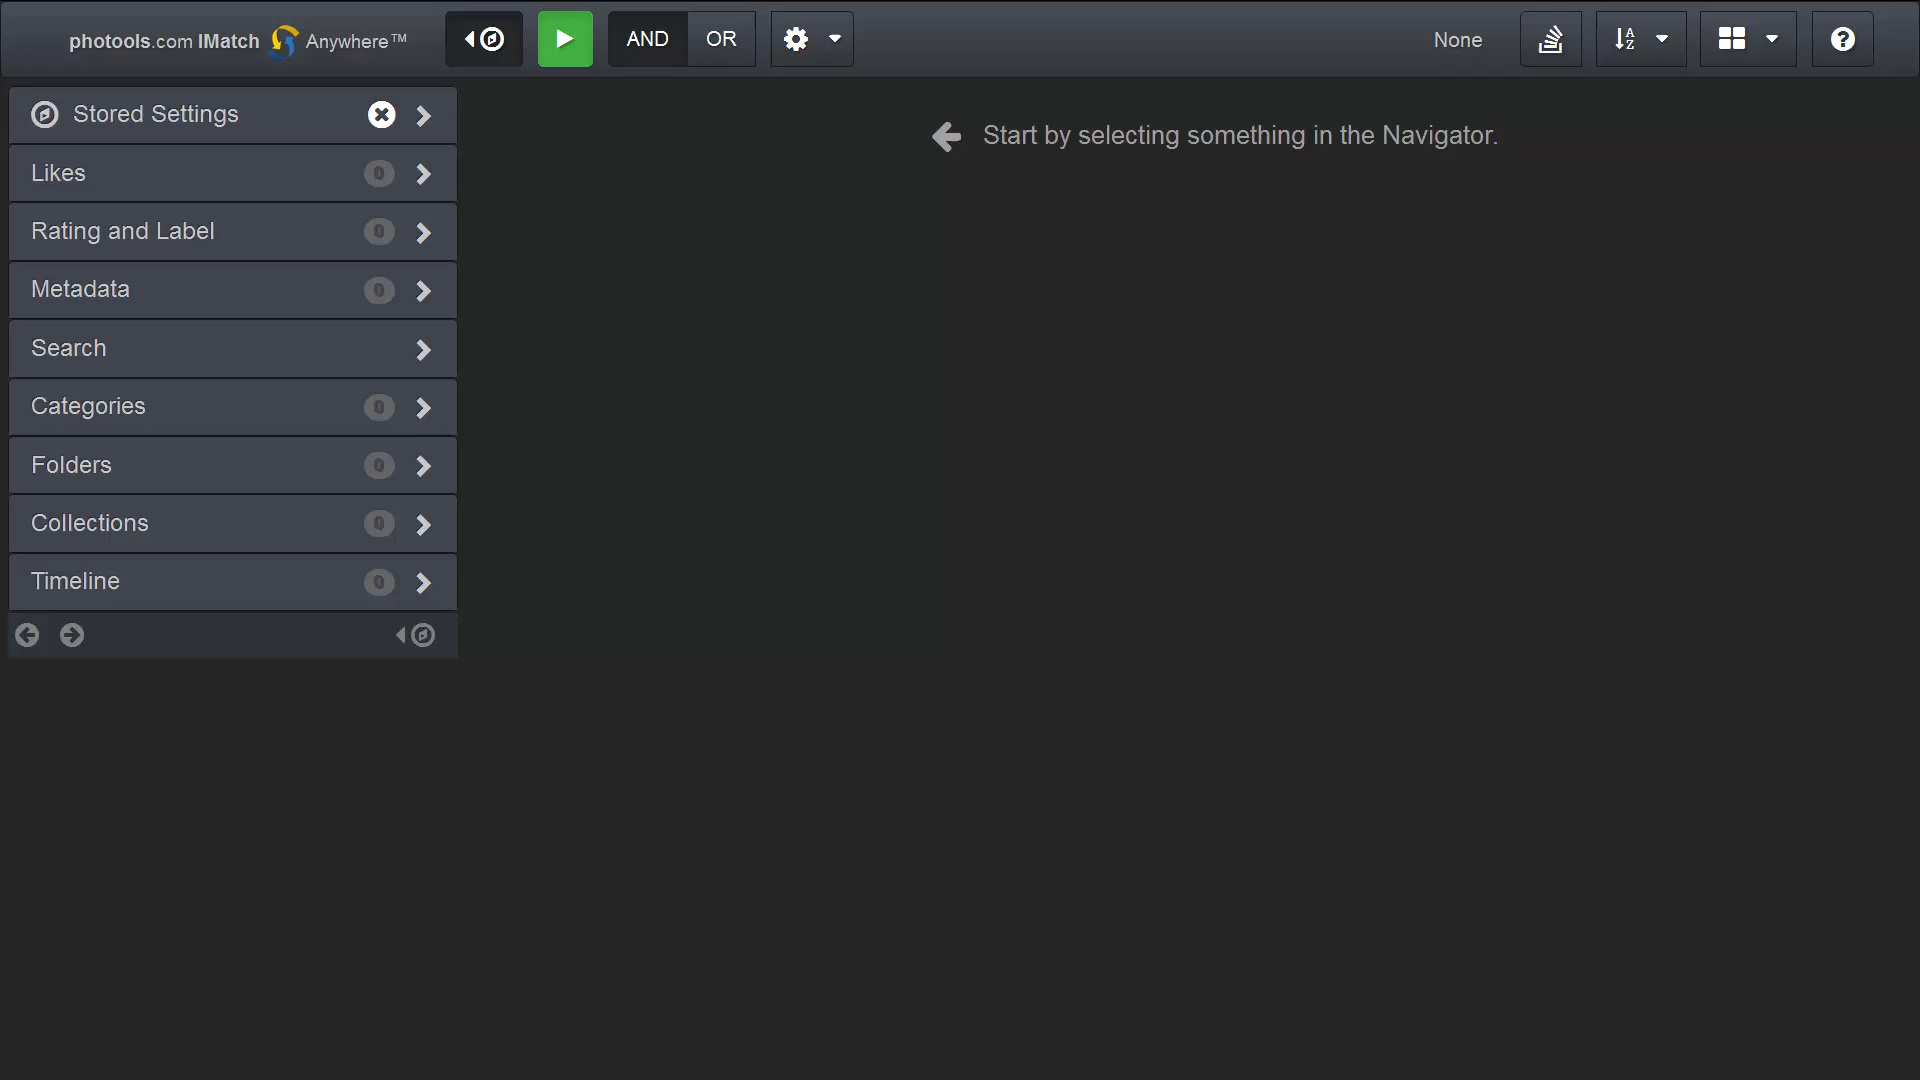 photools.com IMatch Anywhere™
AND
OR
None
A
Z
Stored Settings
Start by selecting something in the Navigator.
Likes 0
Rating and Label 0
Metadata 0
Search
Categories 0
Folders 0
Collections 0
Timeline 0